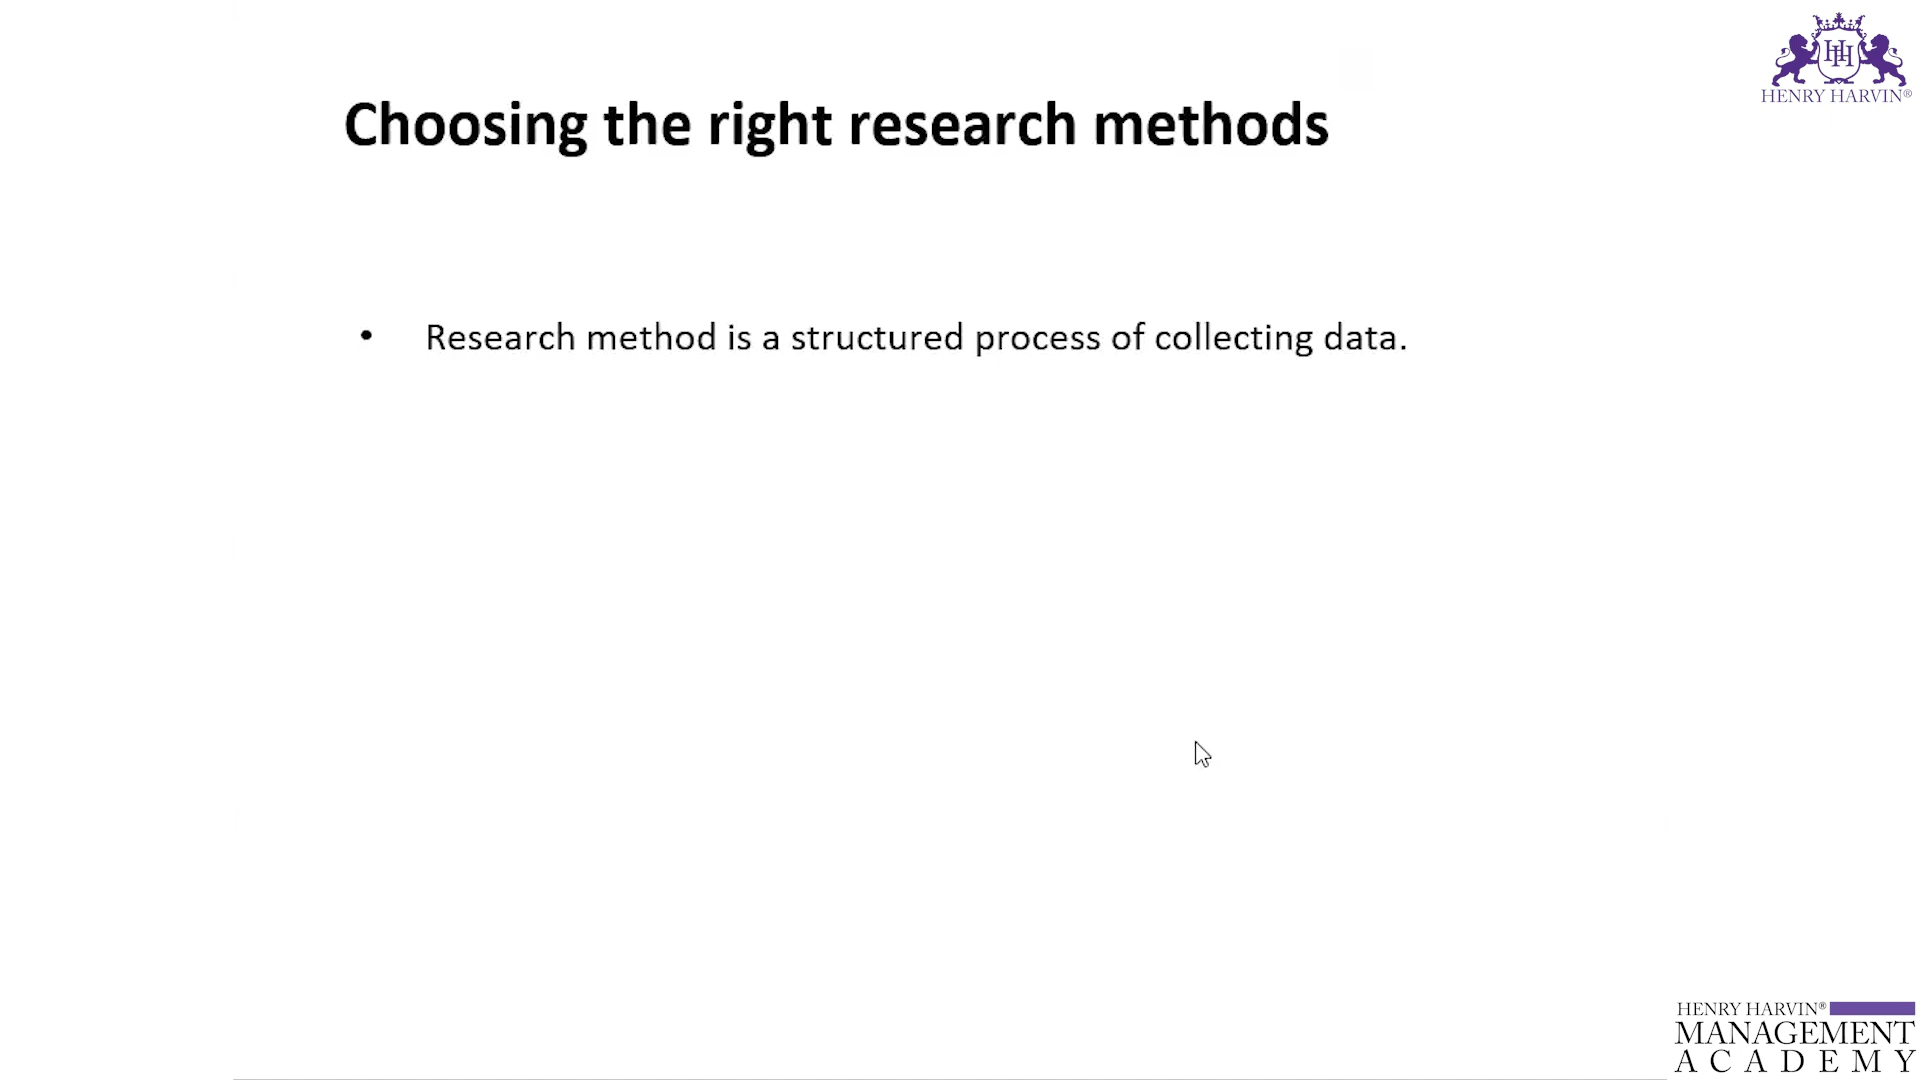 HENRY HARVIN®
Choosing the right research methods
• Research method is a structured process of collecting data.
HENRY HARVIN®
MANAGEMENT
ACADEMY